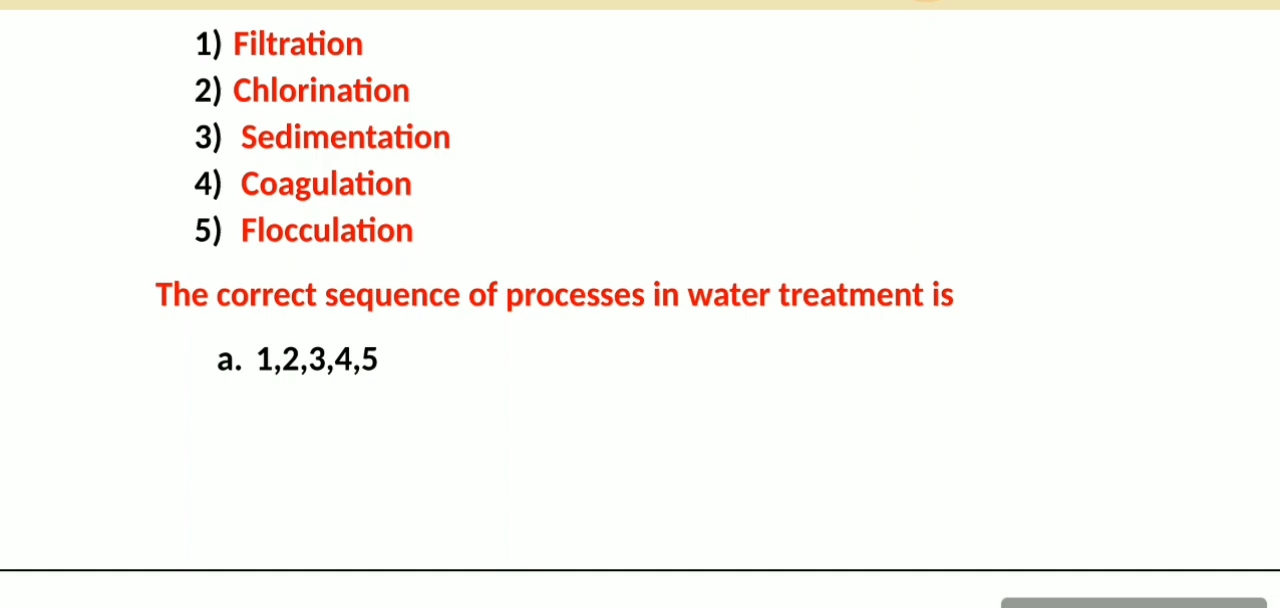 1) Filtration
2) Chlorination
3) Sedimentation
4) Coagulation
5) Flocculation
The correct sequence of processes in water treatment is
a. 1,2,3,4,5